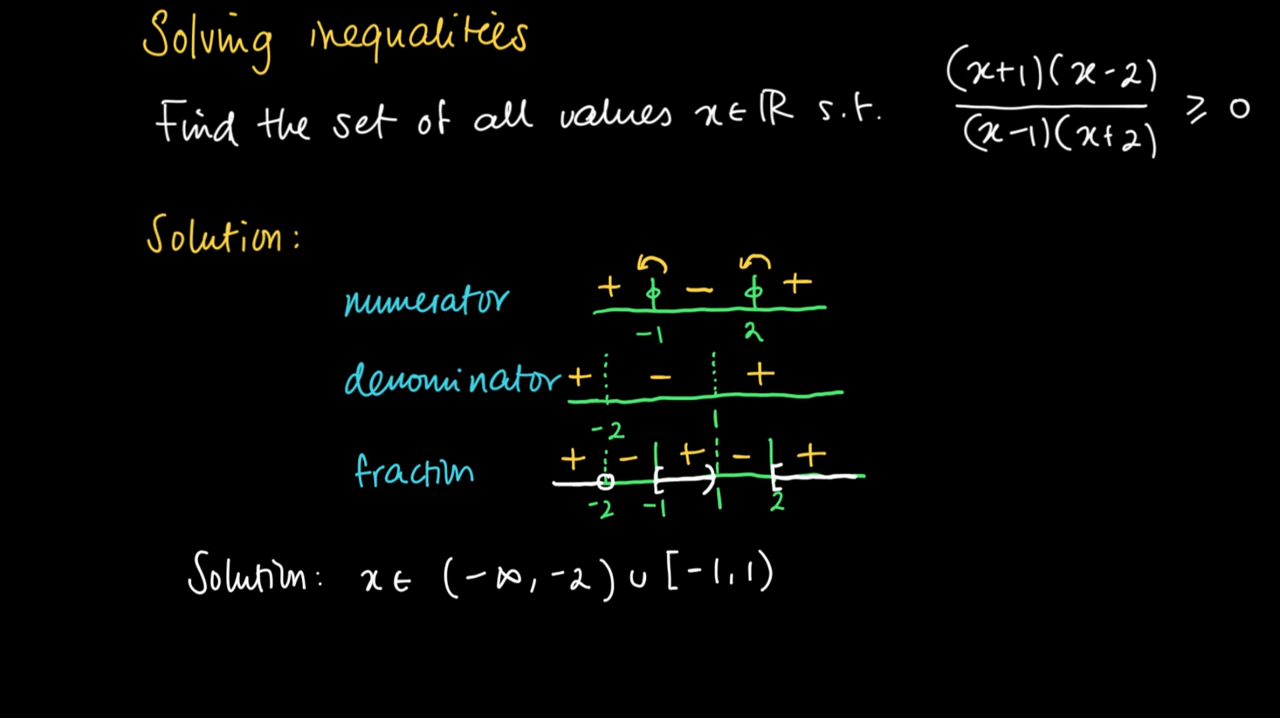 Solving inequalities
Find the set of all values x∈ℝ s.t. (x+1)(x-2) / (x-1)(x+2) ≥ 0
Solution:
numerator + ϕ - ϕ +
-1 2
denominator + - +
-2 1
fraction + - + - +
-2 -1 1 2
Solution: x ∈ (-∞, -2) ∪ [-1, 1)